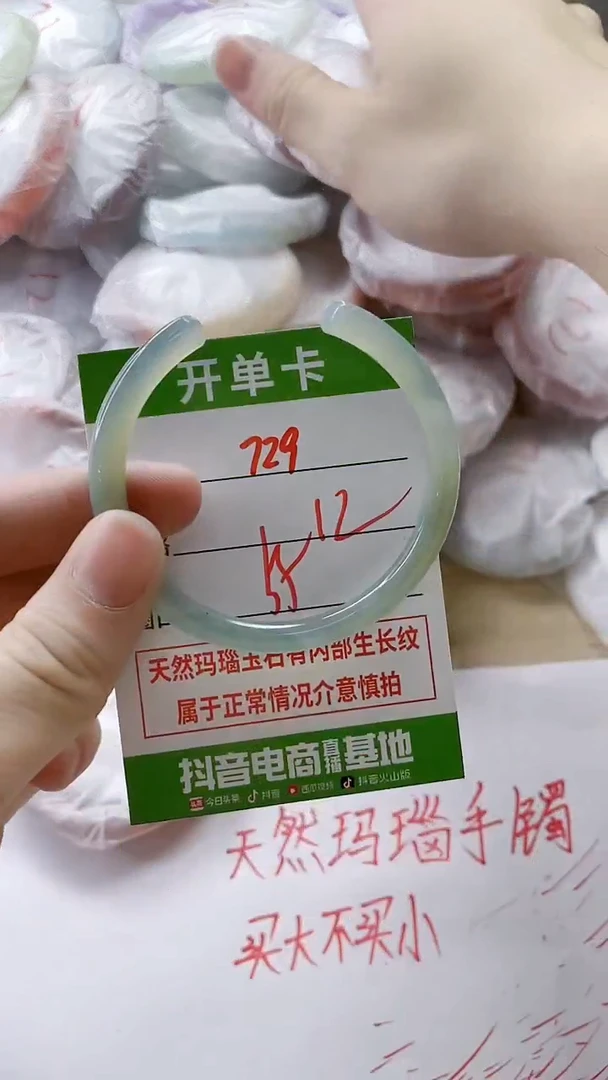 开单卡
729
12
天然玛瑙玉石有内部生长纹
属于正常情况介意慎拍
抖音电商直播基地
今日头条 抖音 西瓜视频 抖音火山版
天然玛瑙手镯
买大不买小